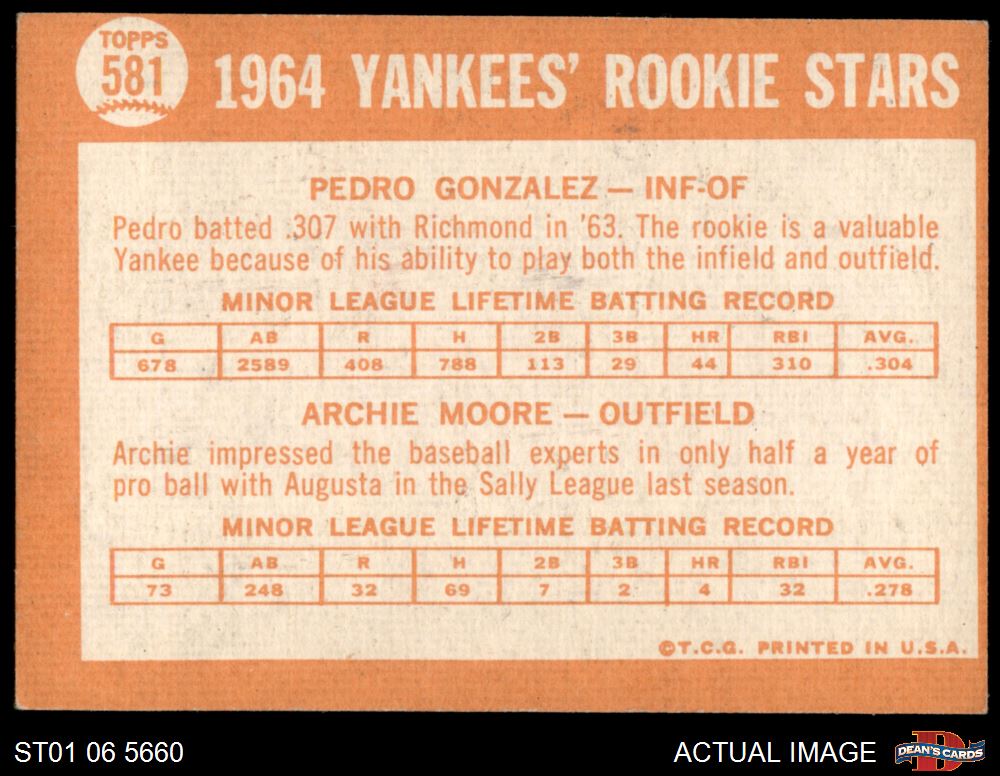 TOPPS
581
1964 YANKEES' ROOKIE STARS
PEDRO GONZALEZ — INF-OF
Pedro batted .307 with Richmond in '63. The rookie is a valuable
Yankee because of his ability to play both the infield and outfield.
MINOR LEAGUE LIFETIME BATTING RECORD
G AB R H 2B 3B HR RBI AVG.
678 2589 408 788 113 29 44 310 .304
ARCHIE MOORE — OUTFIELD
Archie impressed the baseball experts in only half a year of
pro ball with Augusta in the Sally League last season.
MINOR LEAGUE LIFETIME BATTING RECORD
G AB R H 2B 3B HR RBI AVG.
73 248 32 69 7 2 4 32 .278
©T.C.G. PRINTED IN U.S.A.
ST01 06 5660
ACTUAL IMAGE
D
DEAN'S CARDS